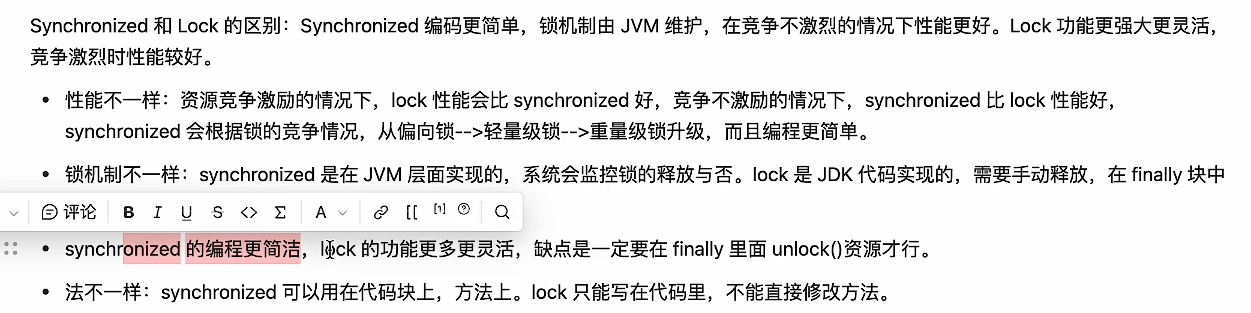 Synchronized 和 Lock 的区别：Synchronized 编码更简单，锁机制由 JVM 维护，在竞争不激烈的情况下性能更好。Lock 功能更强大更灵活，
竞争激烈时性能较好。
• 性能不一样：资源竞争激励的情况下，lock 性能会比 synchronized 好，竞争不激励的情况下，synchronized 比 lock 性能好，
synchronized 会根据锁的竞争情况，从偏向锁-->轻量级锁-->重量级锁升级，而且编程更简单。
• 锁机制不一样：synchronized 是在 JVM 层面实现的，系统会监控锁的释放与否。lock 是 JDK 代码实现的，需要手动释放，在 finally 块中
评论 B I U S <> Σ A [[ [1] ?
• synchronized 的编程更简洁，lock 的功能更多更灵活，缺点是一定要在 finally 里面 unlock()资源才行。
• 法不一样：synchronized 可以用在代码块上，方法上。lock 只能写在代码里，不能直接修改方法。